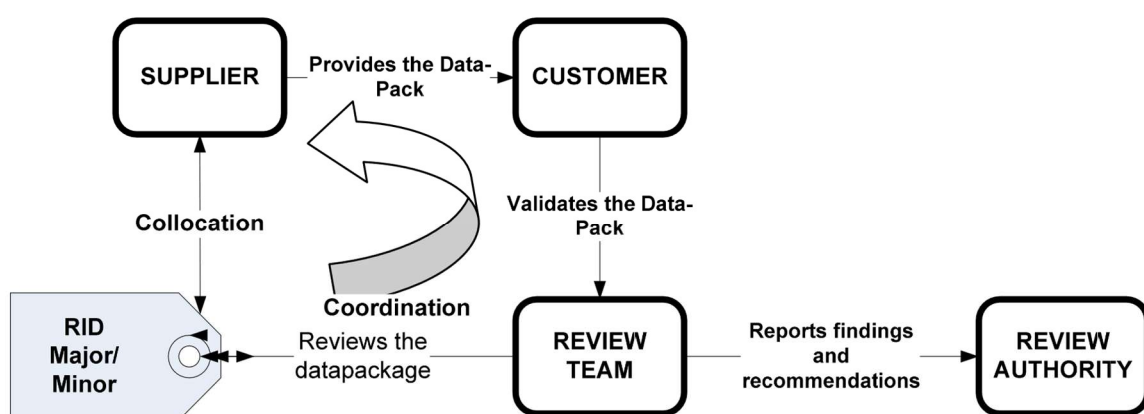 SUPPLIER
Provides the Data-
Pack
CUSTOMER
Collocation
Validates the Data-
Pack
Coordination
RID
Major/
Minor
Reviews the
datapackage
REVIEW
TEAM
Reports findings
and
recommendations
REVIEW
AUTHORITY